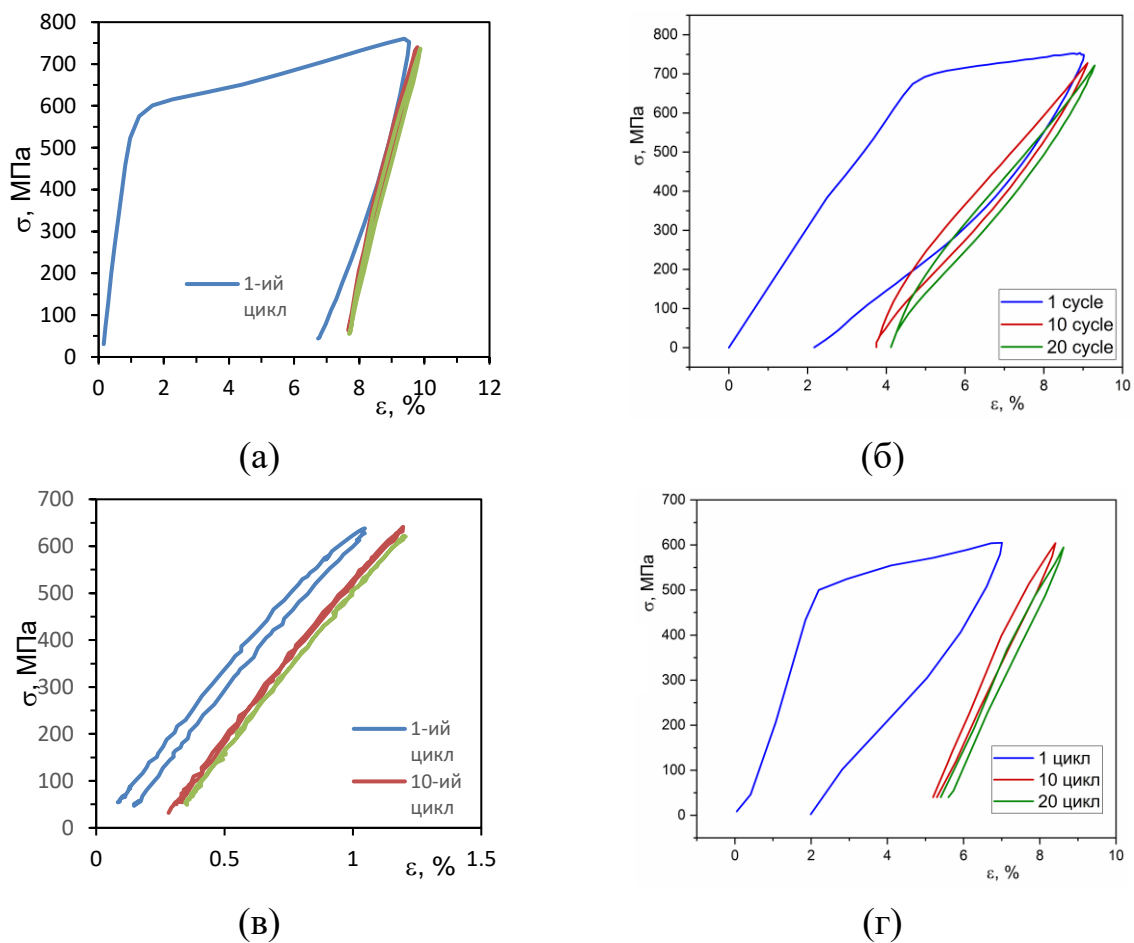 800
700
600
500
400
300
200
100
0
σ, МПа
1-ий
цикл
0 2 4 6 8 10 12
ε, %
(а)
800
700
600
500
400
300
200
100
0
σ, МПа
1 cycle
10 cycle
20 cycle
0 2 4 6 8 10
ε, %
(б)
700
600
500
400
300
200
100
0
σ, МПа
1-ий
цикл
10-ий
цикл
0 0.5 1 1.5
ε, %
(в)
700
600
500
400
300
200
100
0
σ, МПа
1 цикл
10 цикл
20 цикл
0 2 4 6 8 10
ε, %
(г)